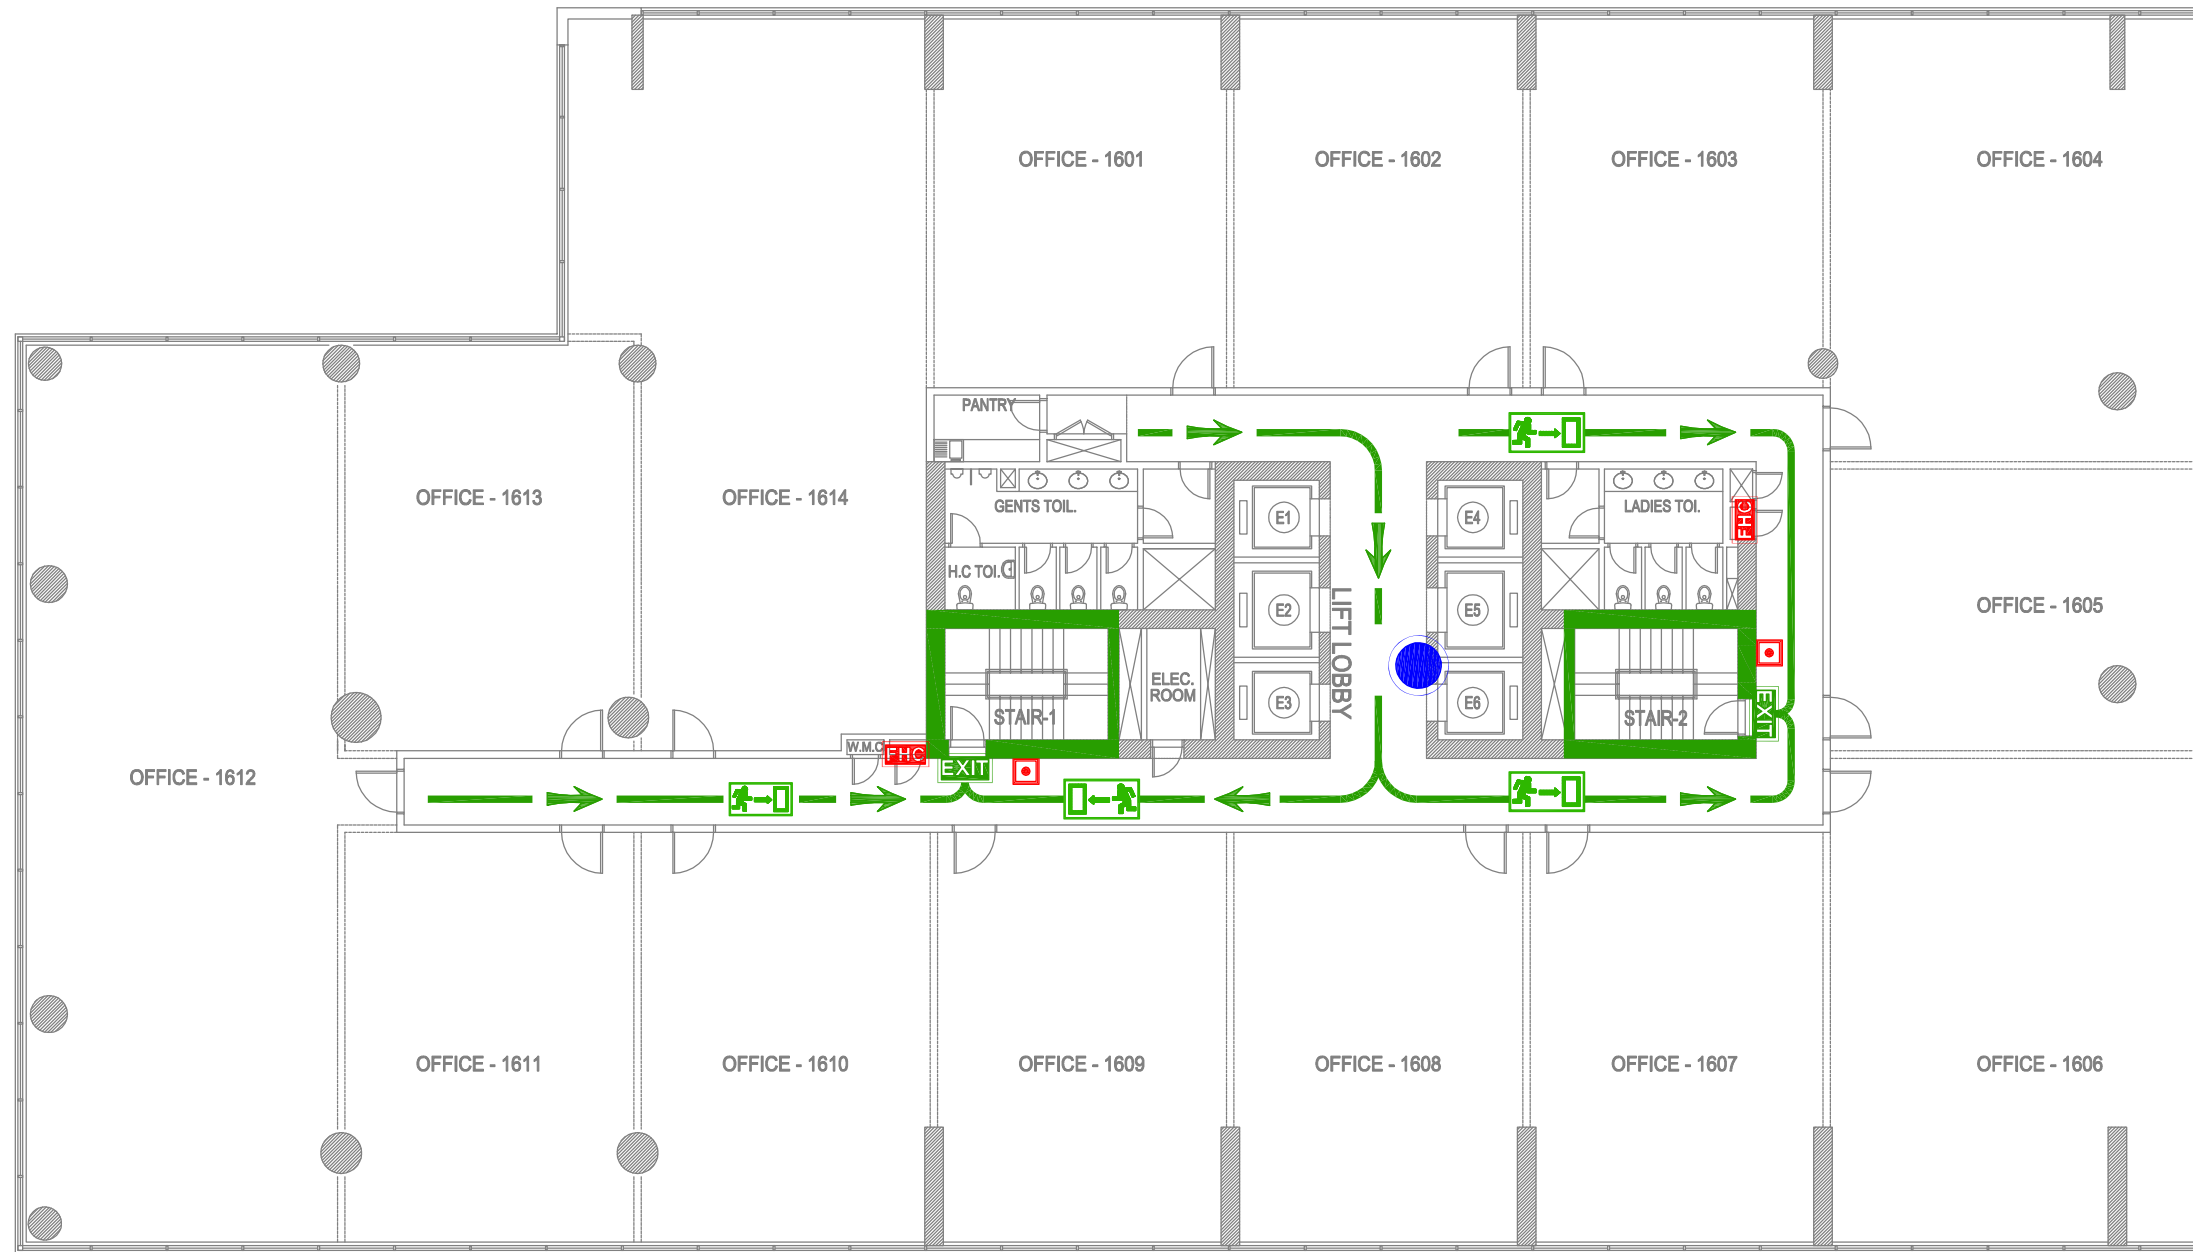 OFFICE - 1601
OFFICE - 1602
OFFICE - 1603
OFFICE - 1604
PANTRY
OFFICE - 1613
OFFICE - 1614
GENTS TOIL.
E1
E4
LADIES TOI.
FHC
H.C TOI.
E2
E5
OFFICE - 1605
LIFT LOBBY
ELEC.
ROOM
E3
E6
STAIR-1
STAIR-2
EXIT
W.M.C
FHC
EXIT
OFFICE - 1612
OFFICE - 1611
OFFICE - 1610
OFFICE - 1609
OFFICE - 1608
OFFICE - 1607
OFFICE - 1606